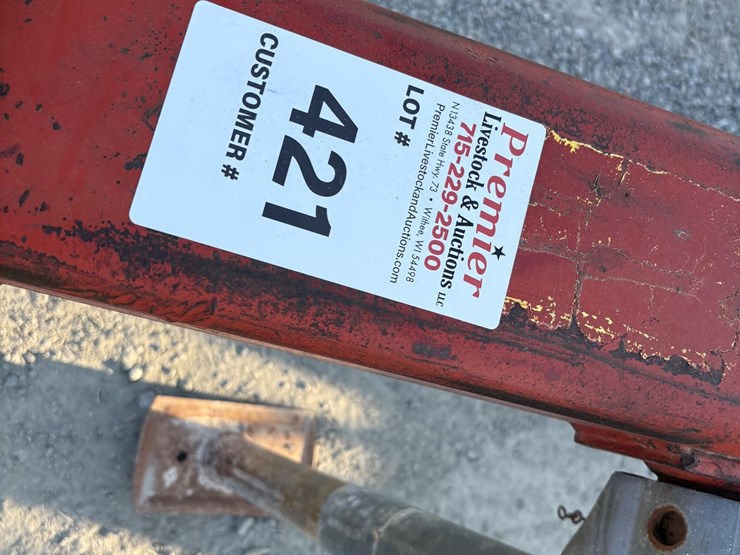 Premier
Livestock & Auctions LLC
715-229-2500
N13438 State Hwy. 73 • Withee, WI 54498
PremierLivestockandAuctions.com
LOT #
421
CUSTOMER #